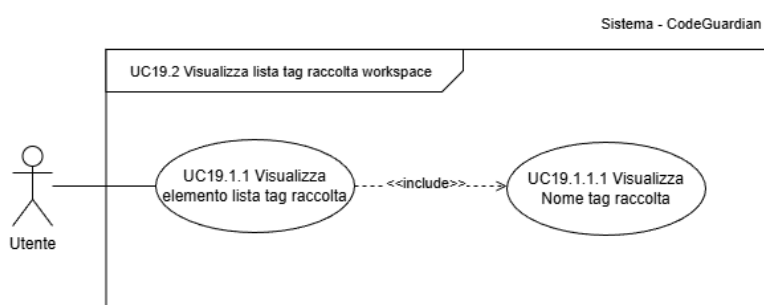 Sistema - CodeGuardian
UC19.2 Visualizza lista tag raccolta workspace
UC19.1.1 Visualizza
elemento lista tag raccolta
<<include>>
UC19.1.1.1 Visualizza
Nome tag raccolta
Utente